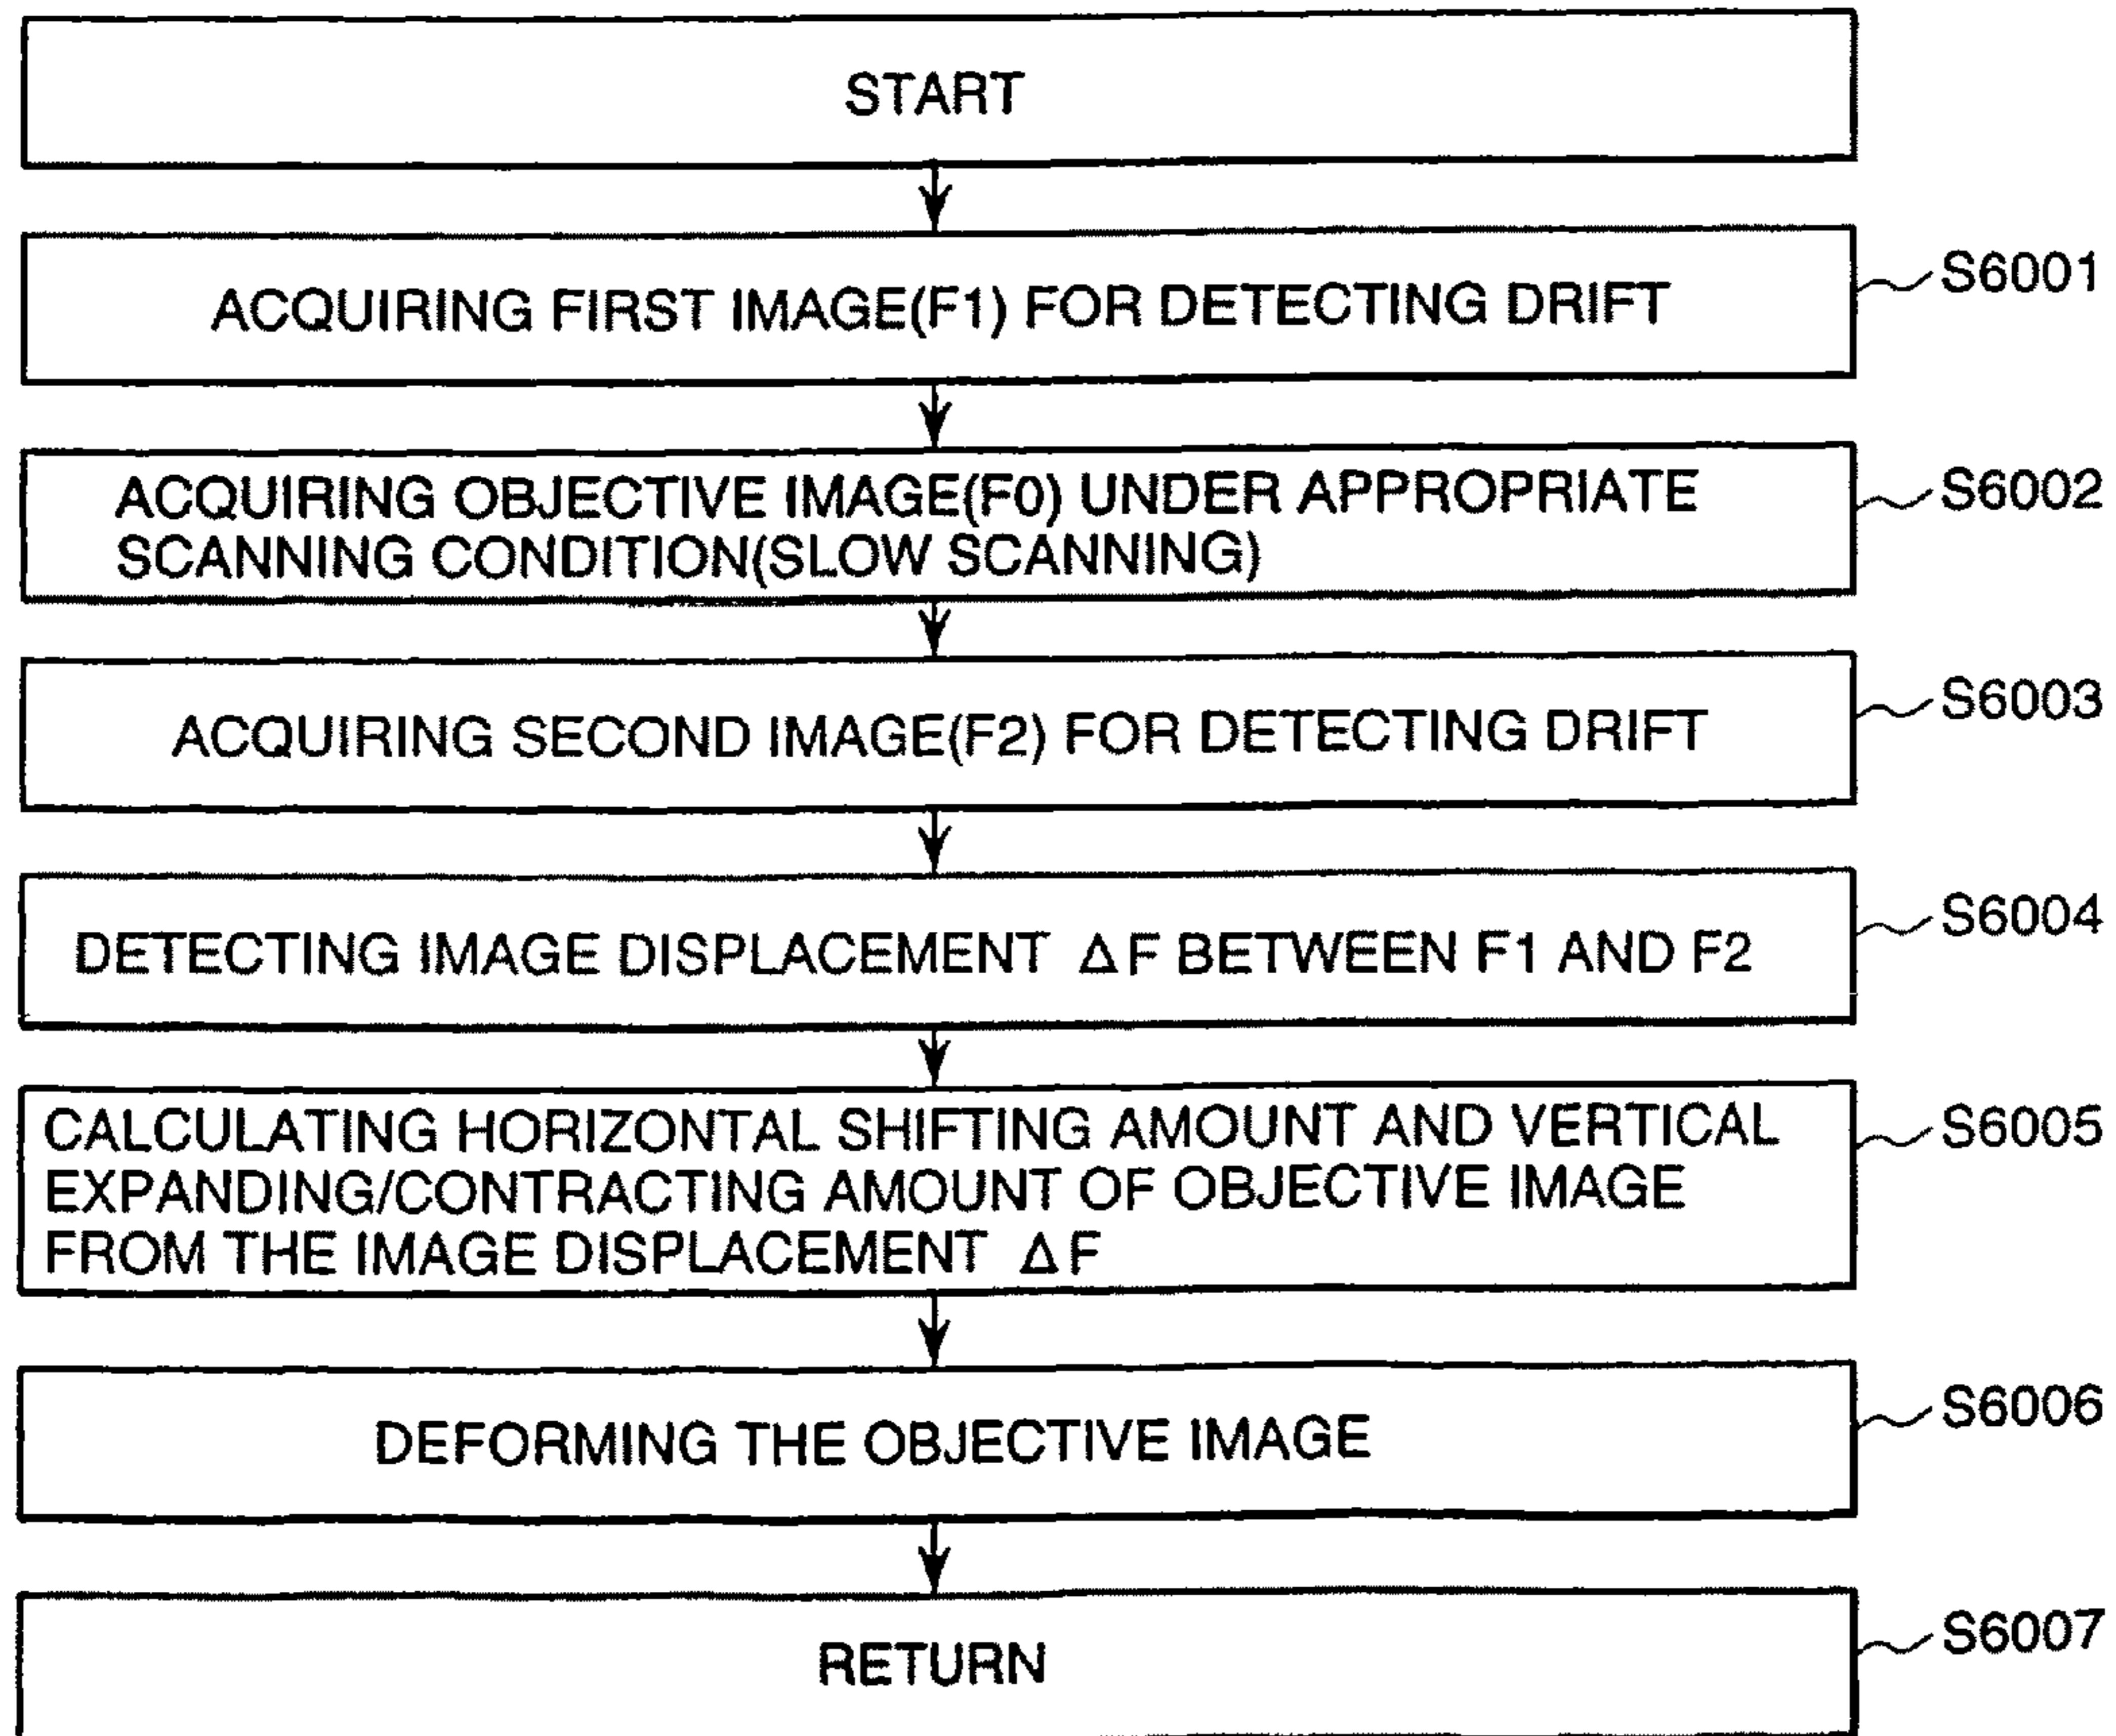 START
ACQUIRING FIRST IMAGE(F1) FOR DETECTING DRIFT
S6001
ACQUIRING OBJECTIVE IMAGE(F0) UNDER APPROPRIATE
SCANNING CONDITION(SLOW SCANNING)
S6002
ACQUIRING SECOND IMAGE(F2) FOR DETECTING DRIFT
S6003
DETECTING IMAGE DISPLACEMENT ΔF BETWEEN F1 AND F2
S6004
CALCULATING HORIZONTAL SHIFTING AMOUNT AND VERTICAL
EXPANDING/CONTRACTING AMOUNT OF OBJECTIVE IMAGE
FROM THE IMAGE DISPLACEMENT ΔF
S6005
DEFORMING THE OBJECTIVE IMAGE
S6006
RETURN
S6007